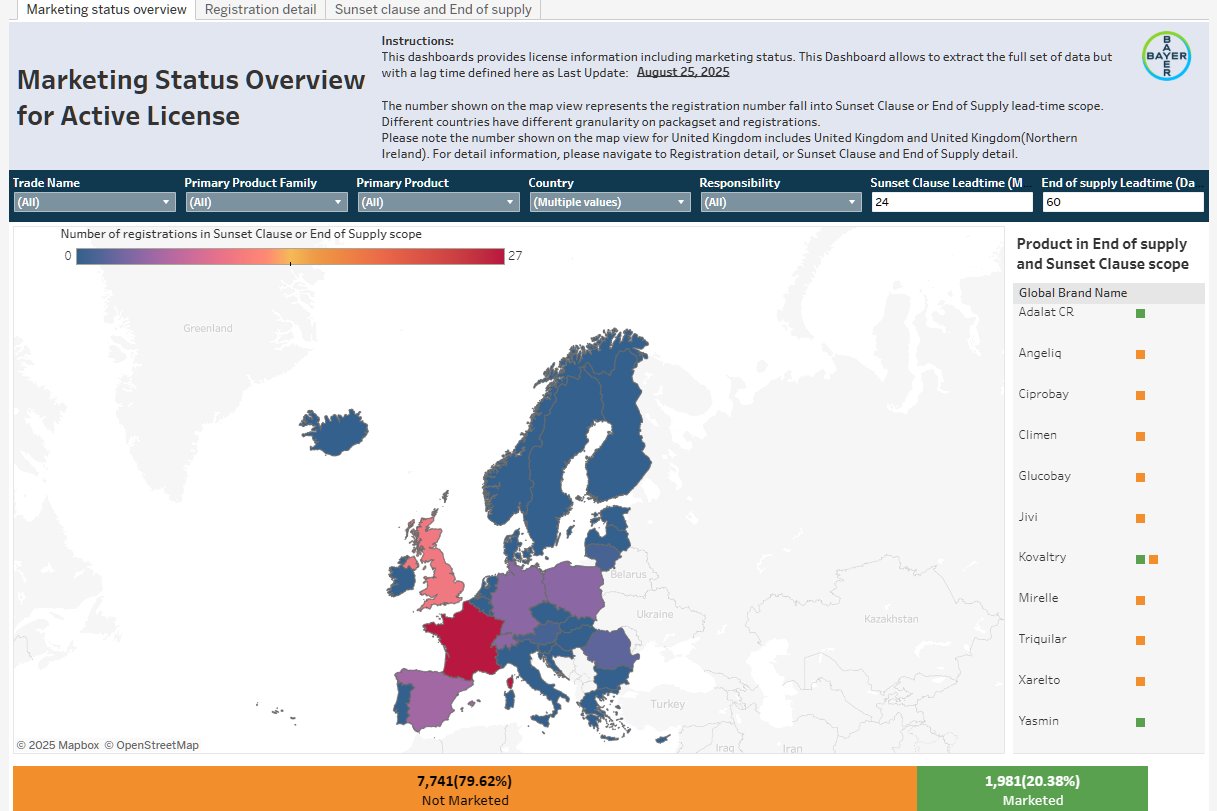 Marketing status overview
Registration detail
Sunset clause and End of supply
Marketing Status Overview
for Active License
Instructions:
This dashboards provides license information including marketing status. This Dashboard allows to extract the full set of data but
with a lag time defined here as Last Update: August 25, 2025
The number shown on the map view represents the registration number fall into Sunset Clause or End of Supply lead-time scope.
Different countries have different granularity on packagset and registrations.
Please note the number shown on the map view for United Kingdom includes United Kingdom and United Kingdom(Northern
Ireland). For detail information, please navigate to Registration detail, or Sunset Clause and End of Supply detail.
BAYER
BAYER
Trade Name
(All)
Primary Product Family
(All)
Primary Product
(All)
Country
(Multiple values)
Responsibility
(All)
Sunset Clause Leadtime (M
24
End of supply Leadtime (Da
60
Number of registrations in Sunset Clause or End of Supply scope
0
27
Greenland
Belarus
Ukraine
Kazakhstan
Turkey
Iraq
Iran
© 2025 Mapbox © OpenStreetMap
Product in End of supply
and Sunset Clause scope
Global Brand Name
Adalat CR
Angeliq
Ciprobay
Climen
Glucobay
Jivi
Kovaltry
Mirelle
Triquilar
Xarelto
Yasmin
7,741(79.62%)
Not Marketed
1,981(20.38%)
Marketed